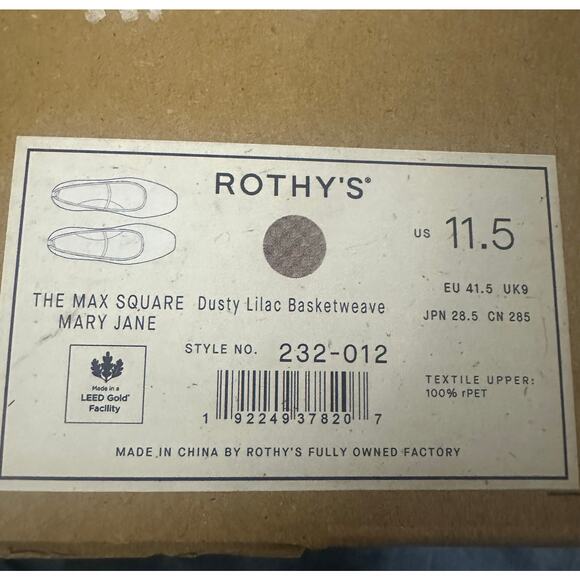 ROTHY'S®
US 11.5
EU 41.5 UK9
JPN 28.5 CN 285
THE MAX SQUARE
MARY JANE
Dusty Lilac Basketweave
STYLE NO. 232-012
Made in a
LEED Gold®
Facility
1 92249 37820 7
TEXTILE UPPER:
100% rPET
MADE IN CHINA BY ROTHY'S FULLY OWNED FACTORY